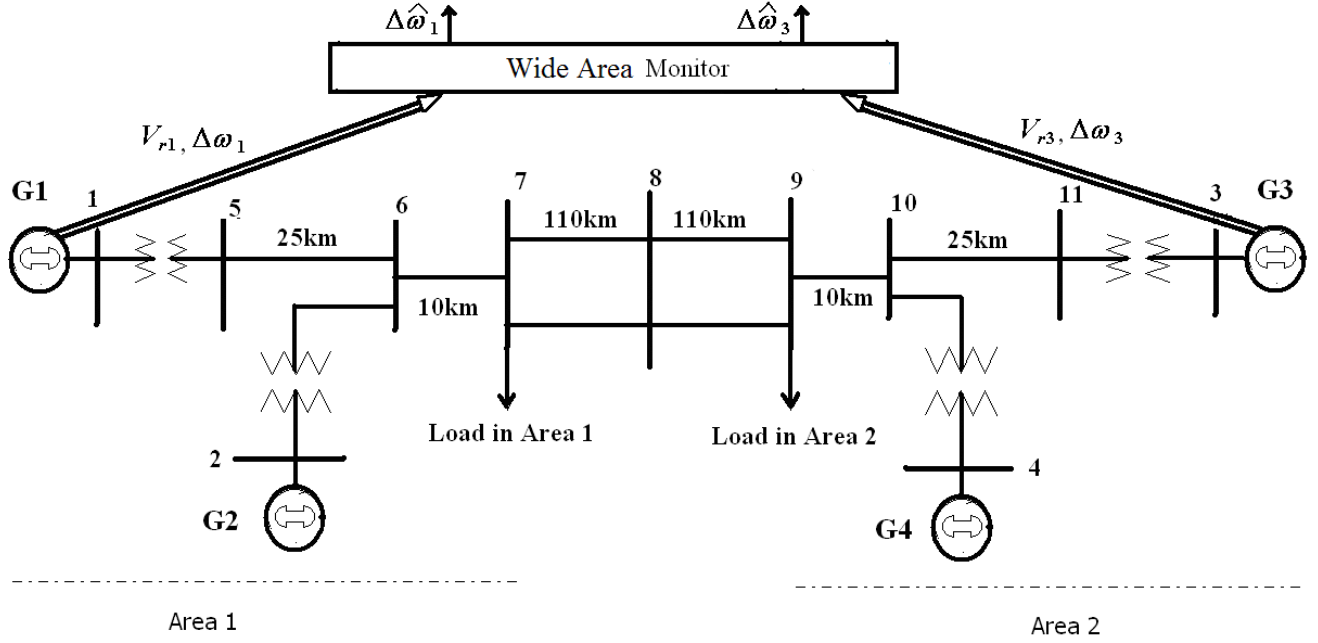 Δω̂₁
Δω̂₃
Wide Area Monitor
Vᵣ₁, Δω₁
Vᵣ₃, Δω₃
G1
1
5
6
7
8
9
10
11
3
G3
110km
110km
25km
25km
10km
10km
Load in Area 1
Load in Area 2
2
4
G2
G4
Area 1
Area 2